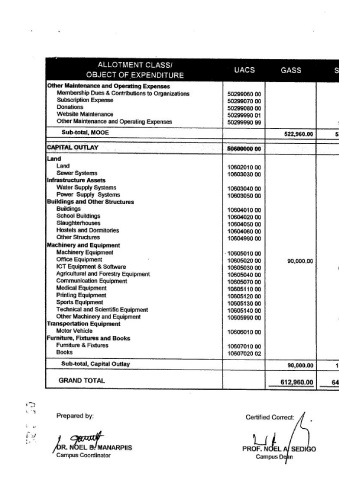 ALLOTMENT CLASS/
OBJECT OF EXPENDITURE UACS GASS S
Other Maintenance and Operating Expenses
Membership Dues & Contributions to Organizations 50299060 00
Subscription Expense 50299070 00
Donations 50299080 00
Website Maintenance 50299990 01
Other Maintenance and Operating Expenses 50299990 99
Sub-total, MOOE 522,960.00 5
CAPITAL OUTLAY 50600000 00
Land
Land 10602010 00
Sewer Systems 10603030 00
Infrastructure Assets
Water Supply Systems 10603040 00
Power Supply Systems 10603050 00
Buildings and Other Structures
Buildings 10604010 00
School Buildings 10604020 00
Slaughterhouses 10604050 00
Hostels and Dormitories 10604060 00
Other Structures 10604990 00
Machinery and Equipment
Machinery Equipment 10605010 00
Office Equipment 10605020 00 90,000.00
ICT Equipment & Software 10605030 00
Agricultural and Forestry Equipment 10605040 00
Communication Equipment 10605070 00
Medical Equipment 10605110 00
Printing Equipment 10605120 00
Sports Equipment 10605130 00
Technical and Scientific Equipment 10605140 00
Other Machinery and Equipment 10605990 00
Transportation Equipment
Motor Vehicle 10606010 00
Furniture, Fixtures and Books
Furniture & Fixtures 10607010 00
Books 10607020 02
Sub-total, Capital Outlay 90,000.00 1
GRAND TOTAL 612,960.00 64
Prepared by: Certified Correct:
DR. NOEL B. MANARPIIS PROF. NOEL A. SEDIGO
Campus Coordinator Campus Dean